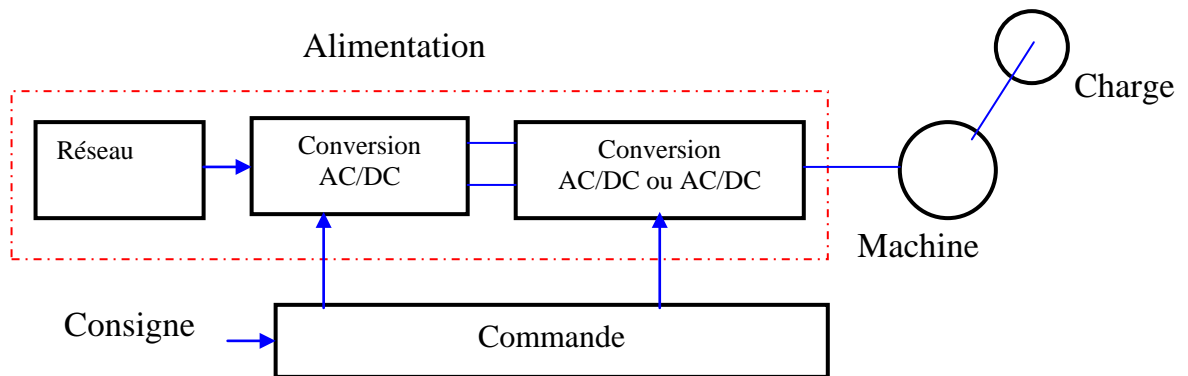 Alimentation
Charge
Réseau
Conversion
AC/DC
Conversion
AC/DC ou AC/DC
Machine
Consigne
Commande